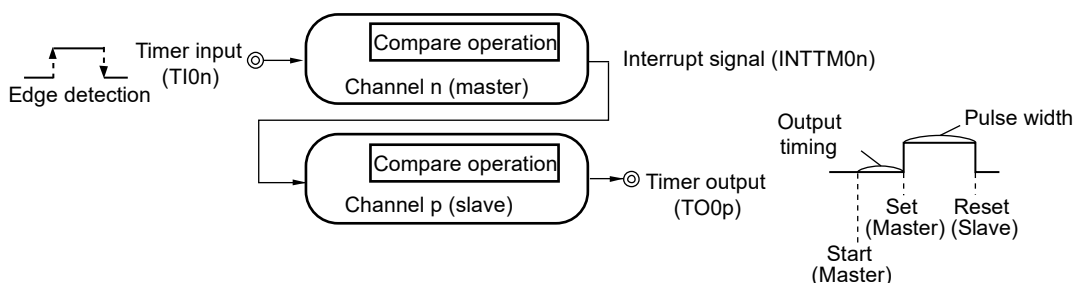 Timer input
(TI0n)
Edge detection
Compare operation
Channel n (master)
Interrupt signal (INTTM0n)
Compare operation
Channel p (slave)
Timer output
(TO0p)
Output
timing
Pulse width
Set
(Master)
Reset
(Slave)
Start
(Master)